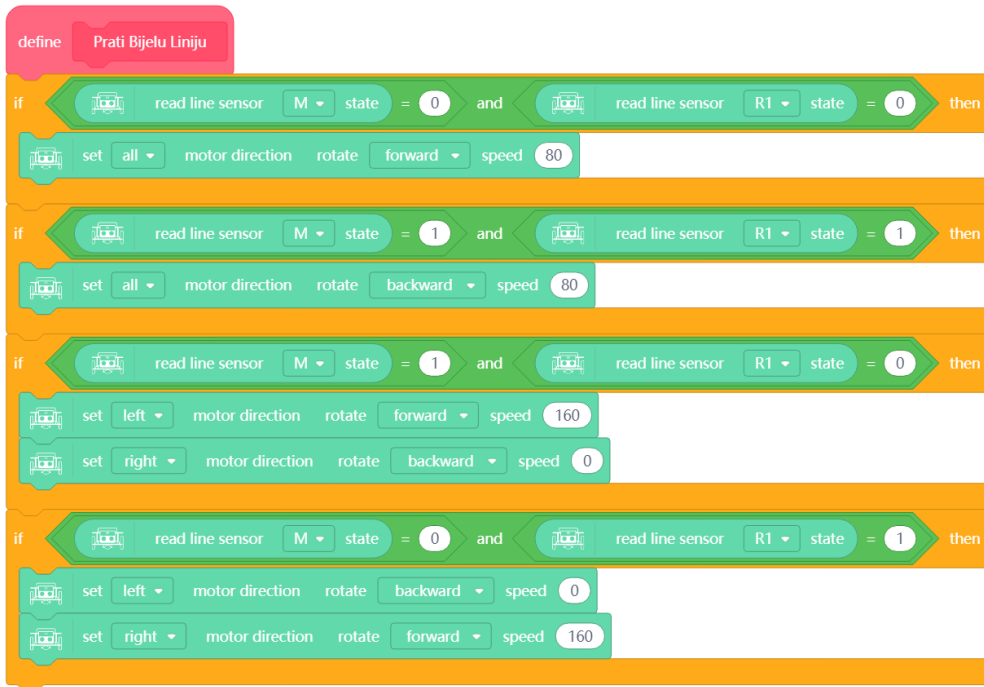 define Prati Bijelu Liniju
if read line sensor M state = 0 and read line sensor R1 state = 0 then
set all motor direction rotate forward speed 80
if read line sensor M state = 1 and read line sensor R1 state = 1 then
set all motor direction rotate backward speed 80
if read line sensor M state = 1 and read line sensor R1 state = 0 then
set left motor direction rotate forward speed 160
set right motor direction rotate backward speed 0
if read line sensor M state = 0 and read line sensor R1 state = 1 then
set left motor direction rotate backward speed 0
set right motor direction rotate forward speed 160